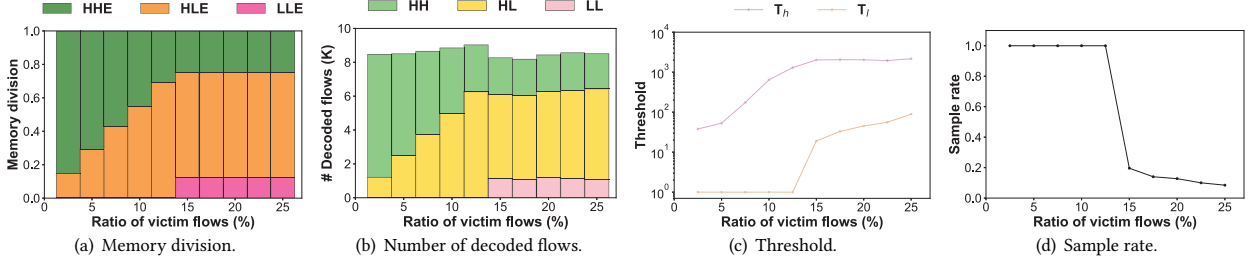 HHE HLE LLE
1.0
0.8
0.6
0.4
0.2
0.0
Memory division
5 10 15 20 25
Ratio of victim flows (%)
(a) Memory division.
HH HL LL
10
8
6
4
2
0
# Decoded flows (K)
5 10 15 20 25
Ratio of victim flows (%)
(b) Number of decoded flows.
T_h T_l
10^4
10^3
10^2
10^1
10^0
Threshold
0 5 10 15 20 25
Ratio of victim flows (%)
(c) Threshold.
1.0
0.8
0.6
0.4
0.2
0.0
Sample rate
0 5 10 15 20 25
Ratio of victim flows (%)
(d) Sample rate.